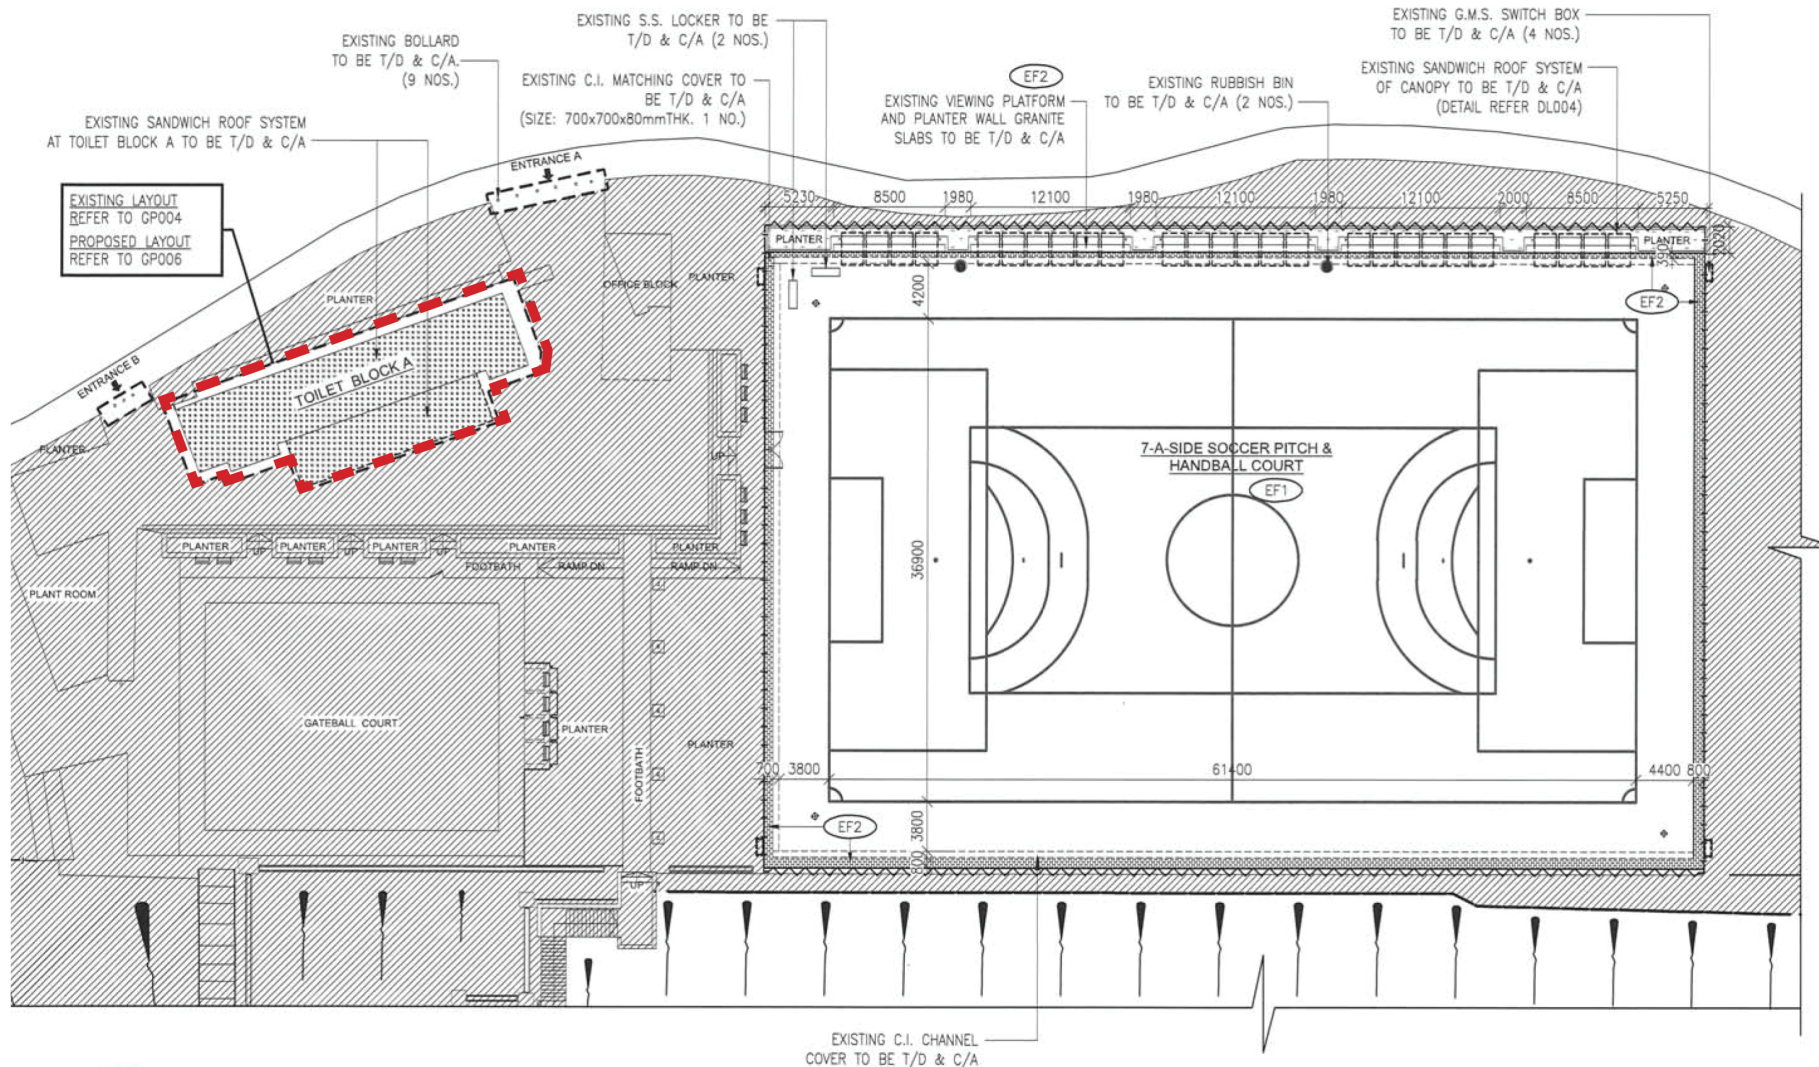 EXISTING S.S. LOCKER TO BE
T/D & C/A (2 NOS.)
EXISTING G.M.S. SWITCH BOX
TO BE T/D & C/A (4 NOS.)
EXISTING BOLLARD
TO BE T/D & C/A.
(9 NOS.)
EXISTING C.I. MATCHING COVER TO
BE T/D & C/A
(SIZE: 700x700x80mmTHK. 1 NO.)
EF2
EXISTING VIEWING PLATFORM
AND PLANTER WALL GRANITE
SLABS TO BE T/D & C/A
EXISTING RUBBISH BIN
TO BE T/D & C/A (2 NOS.)
EXISTING SANDWICH ROOF SYSTEM
OF CANOPY TO BE T/D & C/A
(DETAIL REFER DL004)
EXISTING SANDWICH ROOF SYSTEM
AT TOILET BLOCK A TO BE T/D & C/A
ENTRANCE A
EXISTING LAYOUT
REFER TO GP004
PROPOSED LAYOUT
REFER TO GP006
5230
8500
1980
12100
1980
12100
1980
12100
2000
8500
5250
PLANTER
PLANTER
2020
3900
PLANTER
OFFICE BLOCK
PLANTER
4200
EF2
ENTRANCE B
TOILET BLOCK A
PLANTER
UP
7-A-SIDE SOCCER PITCH &
HANDBALL COURT
EF1
PLANTER
UP
PLANTER
UP
PLANTER
UP
PLANTER
PLANTER
FOOTBATH
RAMP DN
RAMP DN
36900
PLANT ROOM
GATEBALL COURT
PLANTER
PLANTER
FOOTBATH
700
3800
61400
4400
800
EF2
3800
800
UP
EXISTING C.I. CHANNEL
COVER TO BE T/D & C/A